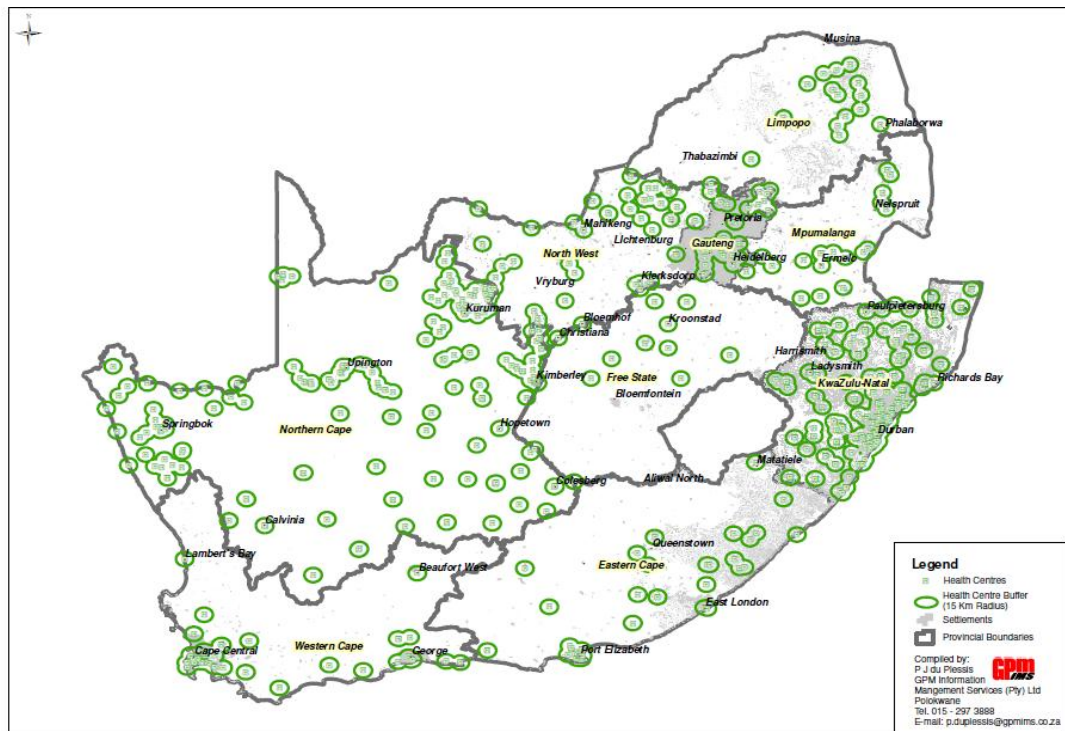 Musina
Limpopo
Phalaborwa
Thabazimbi
Nelspruit
Mahikeng
Pretoria
Mpumalanga
Lichtenburg
Gauteng
North West
Heidelberg
Ermelo
Klerksdorp
Vryburg
Kuruman
Paulpietersburg
Bloemhof
Kroonstad
Christiana
Harrismith
Upington
Ladysmith
Kimberley
Free State
KwaZulu-Natal
Richards Bay
Bloemfontein
Springbok
Northern Cape
Hopetown
Durban
Matatiele
Colesberg
Aliwal North
Calvinia
Queenstown
Lambert's Bay
Eastern Cape
Beaufort West
East London
Western Cape
Cape Central
George
Port Elizabeth
Legend
Health Centres
Health Centre Buffer
(15 Km Radius)
Settlements
Provincial Boundaries
Compiled by:
P J du Plessis
GPM Information
Mangement Services (Pty) Ltd
Polokwane
Tel. 015 - 297 3888
E-mail: p.duplessis@gpmims.co.za
GPM
IMS